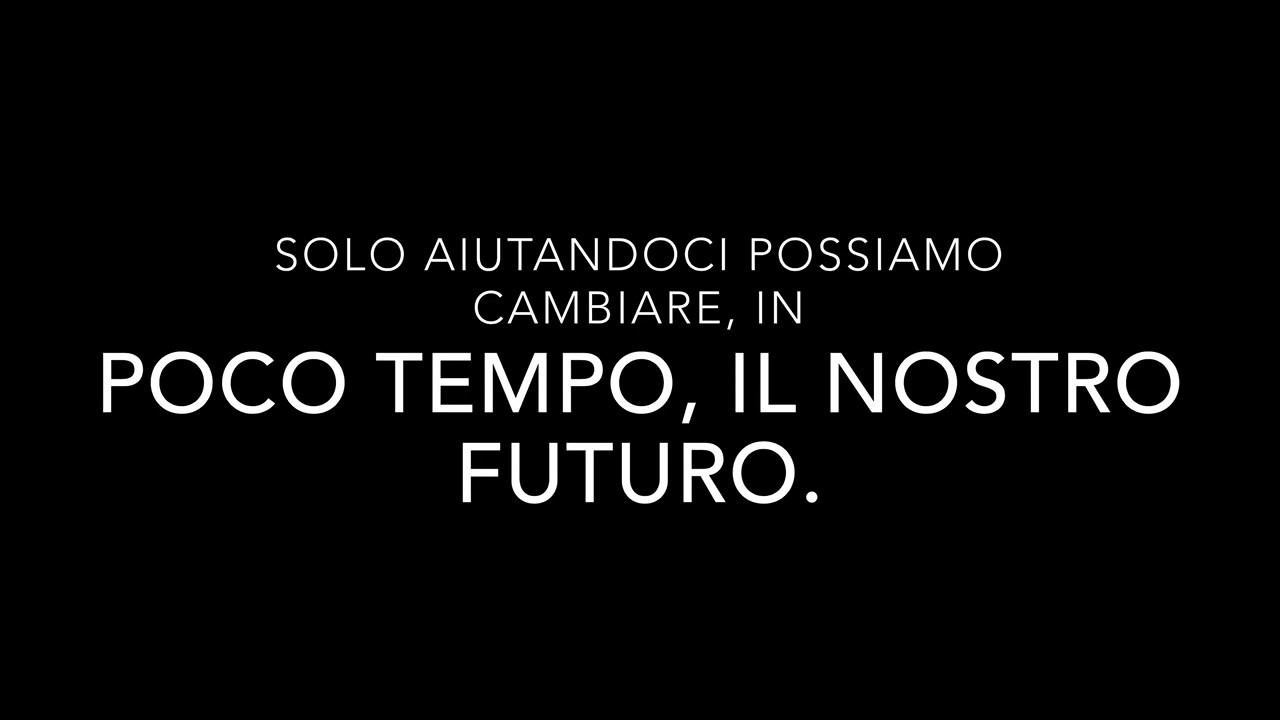 SOLO AIUTANDOCI POSSIAMO
CAMBIARE, IN
POCO TEMPO, IL NOSTRO
FUTURO.